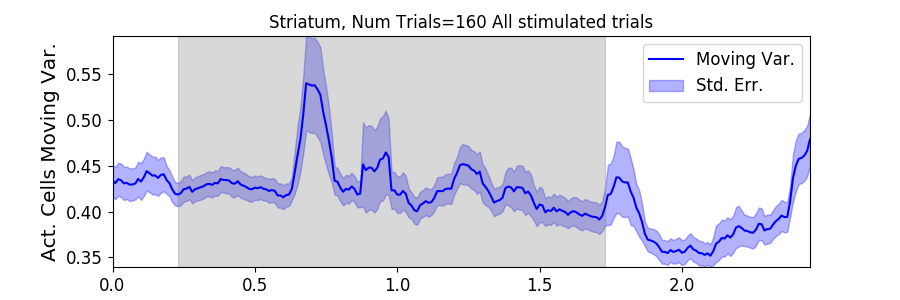 Striatum, Num Trials=160 All stimulated trials
Act. Cells Moving Var.
0.55
0.50
0.45
0.40
0.35
Moving Var.
Std. Err.
0.0 0.5 1.0 1.5 2.0